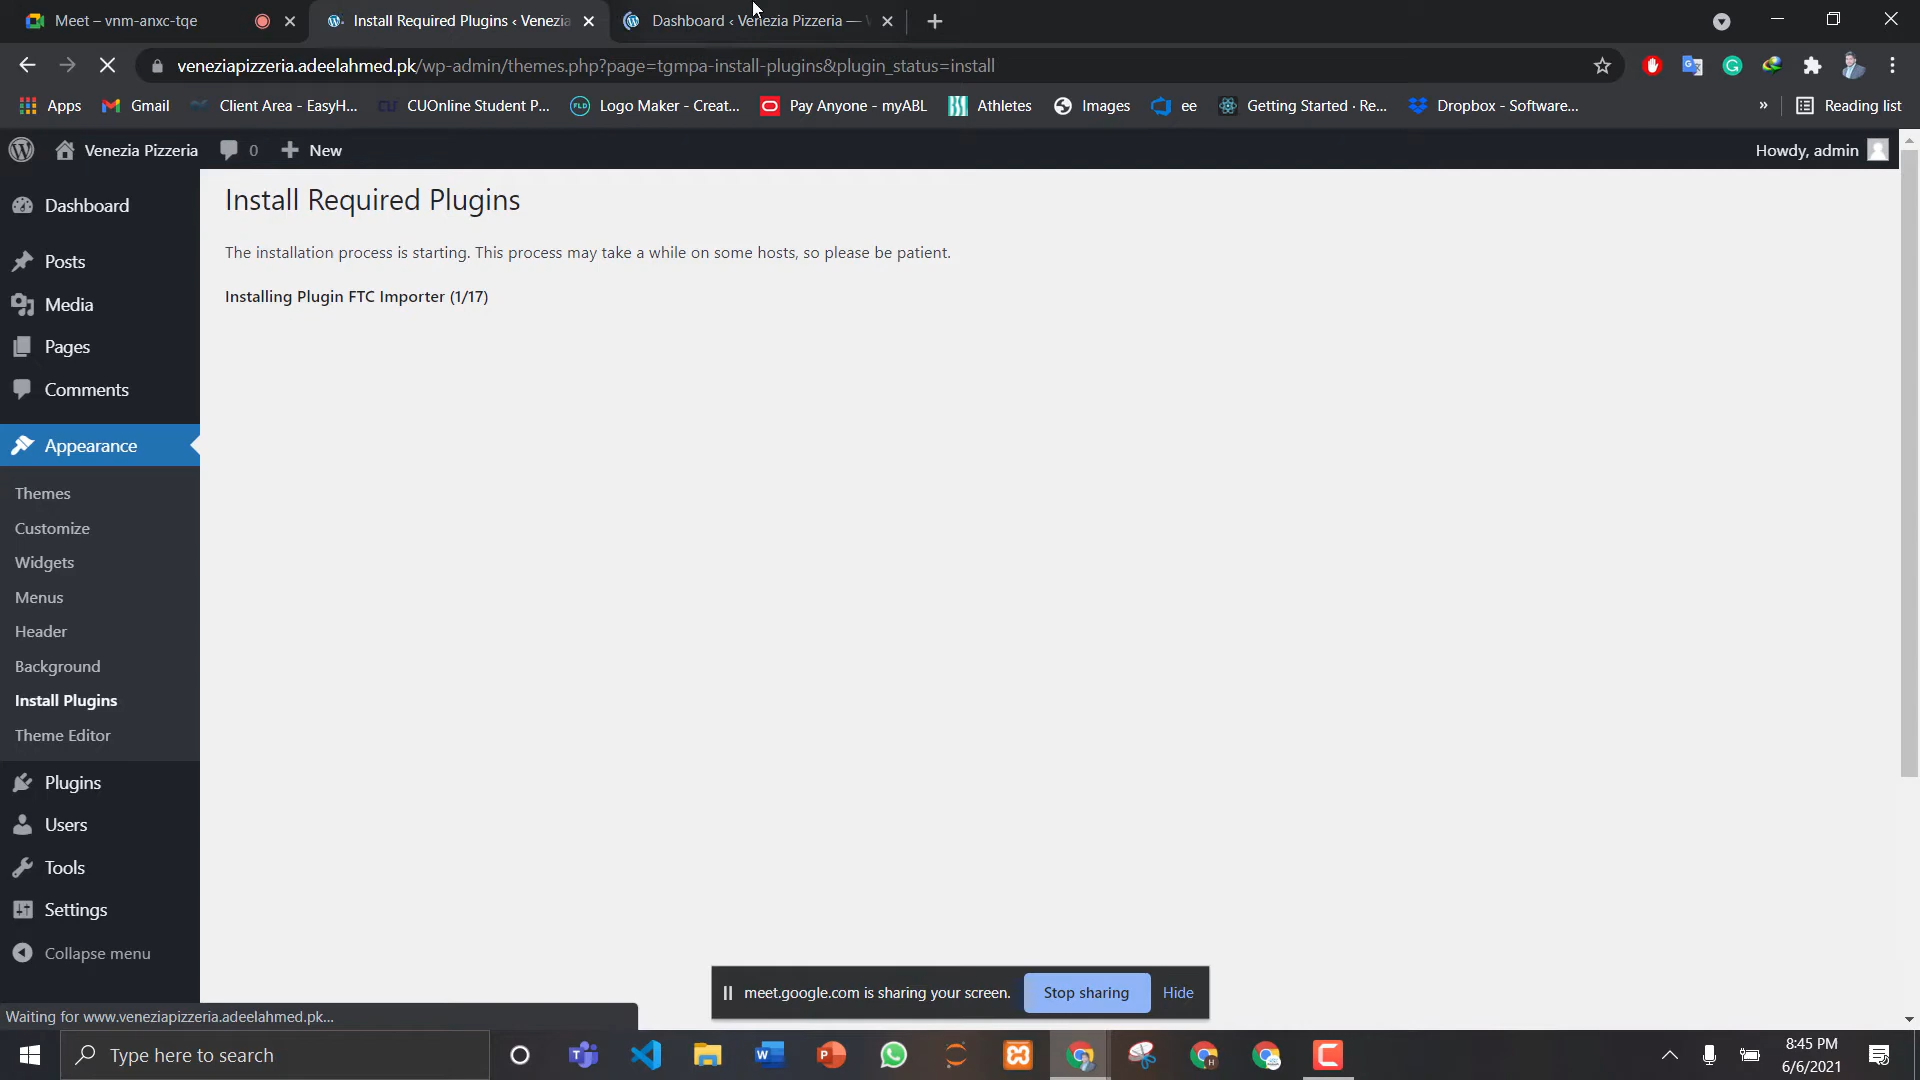 Meet – vnm-anxc-tqe
Install Required Plugins ‹ Venezia
Dashboard ‹ Venezia Pizzeria —
veneziapizzeria.adeelahmed.pk/wp-admin/themes.php?page=tgmpa-install-plugins&plugin_status=install
Apps
Gmail
Client Area - EasyH...
CUOnline Student P...
Logo Maker - Creat...
Pay Anyone - myABL
Athletes
Images
ee
Getting Started · Re...
Dropbox - Software...
»
Reading list
Venezia Pizzeria
0
New
Howdy, admin
Dashboard
Posts
Media
Pages
Comments
Appearance
Themes
Customize
Widgets
Menus
Header
Background
Install Plugins
Theme Editor
Plugins
Users
Tools
Settings
Collapse menu
Install Required Plugins
The installation process is starting. This process may take a while on some hosts, so please be patient.
Installing Plugin FTC Importer (1/17)
meet.google.com is sharing your screen.
Stop sharing
Hide
Waiting for www.veneziapizzeria.adeelahmed.pk...
Type here to search
8:45 PM
6/6/2021